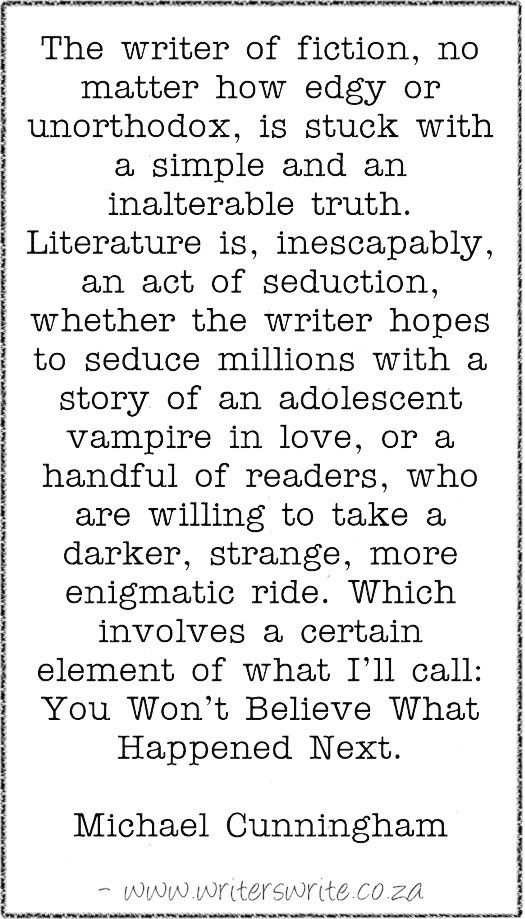 The writer of fiction, no
matter how edgy or
unorthodox, is stuck with
a simple and an
inalterable truth.
Literature is, inescapably,
an act of seduction,
whether the writer hopes
to seduce millions with a
story of an adolescent
vampire in love, or a
handful of readers, who
are willing to take a
darker, strange, more
enigmatic ride. Which
involves a certain
element of what I'll call:
You Won't Believe What
Happened Next.
Michael Cunningham
- www.writerswrite.co.za